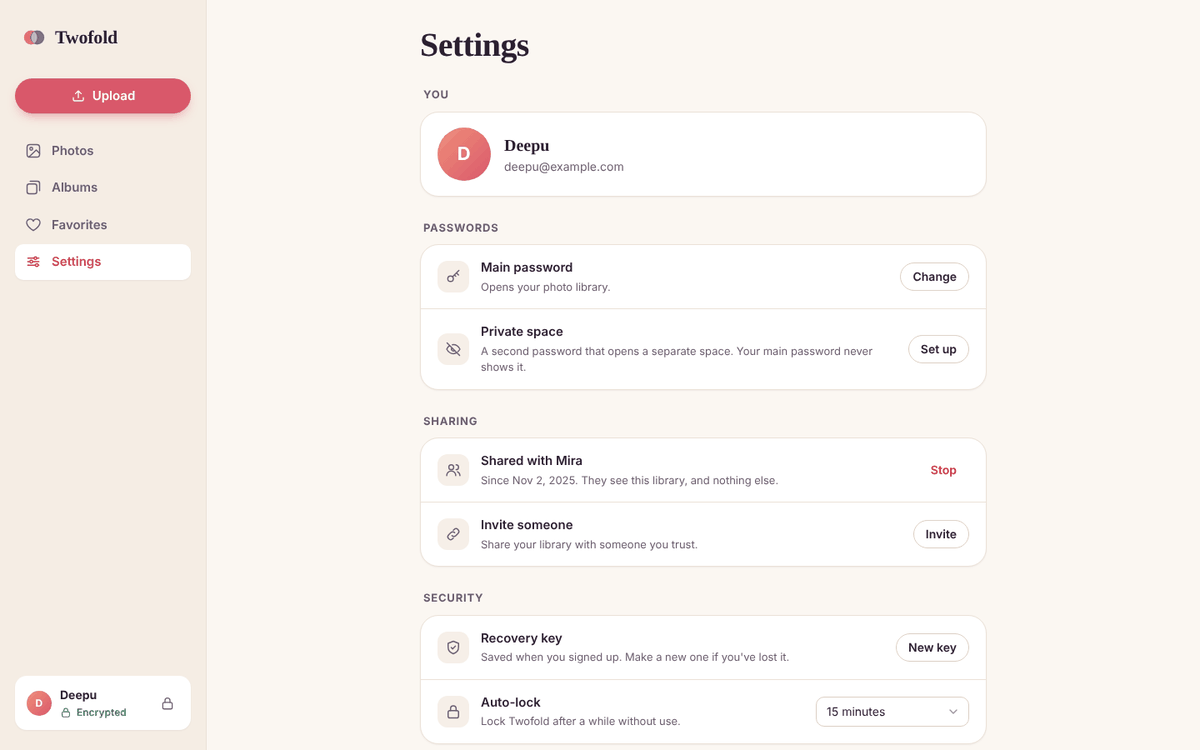 Twofold
Upload
Photos
Albums
Favorites
Settings
D
Deepu
Encrypted
Settings
YOU
D
Deepu
deepu@example.com
PASSWORDS
Main password
Opens your photo library.
Change
Private space
A second password that opens a separate space. Your main password never
shows it.
Set up
SHARING
Shared with Mira
Since Nov 2, 2025. They see this library, and nothing else.
Stop
Invite someone
Share your library with someone you trust.
Invite
SECURITY
Recovery key
Saved when you signed up. Make a new one if you've lost it.
New key
Auto-lock
Lock Twofold after a while without use.
15 minutes